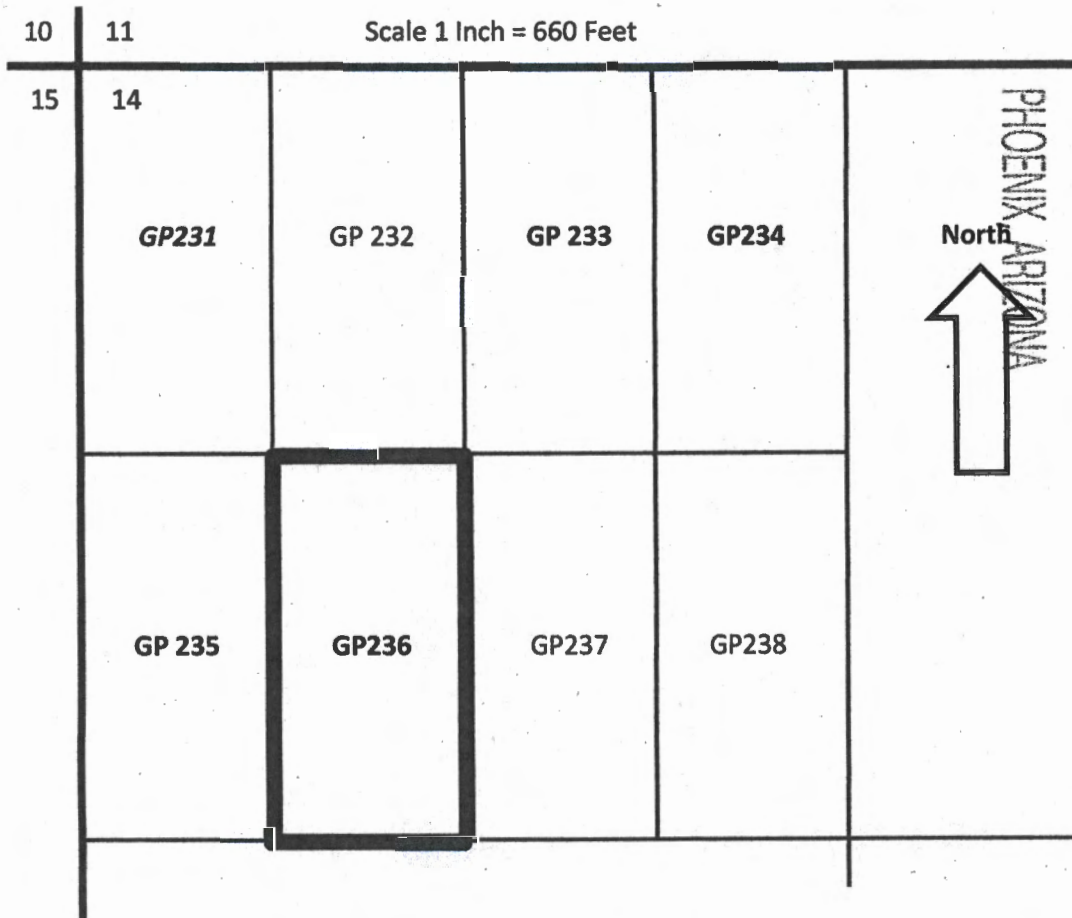 10 11 Scale 1 Inch = 660 Feet
15 14
GP231 GP 232 GP 233 GP234
North
PHOENIX ARIZONA
GP 235 GP236 GP237 GP238